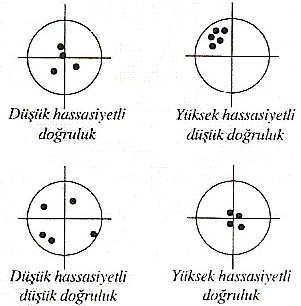 Düşük hassasiyetli
doğruluk
Yüksek hassasiyetli
düşük doğruluk
Düşük hassasiyetli
düşük doğruluk
Yüksek hassasiyetli
doğruluk